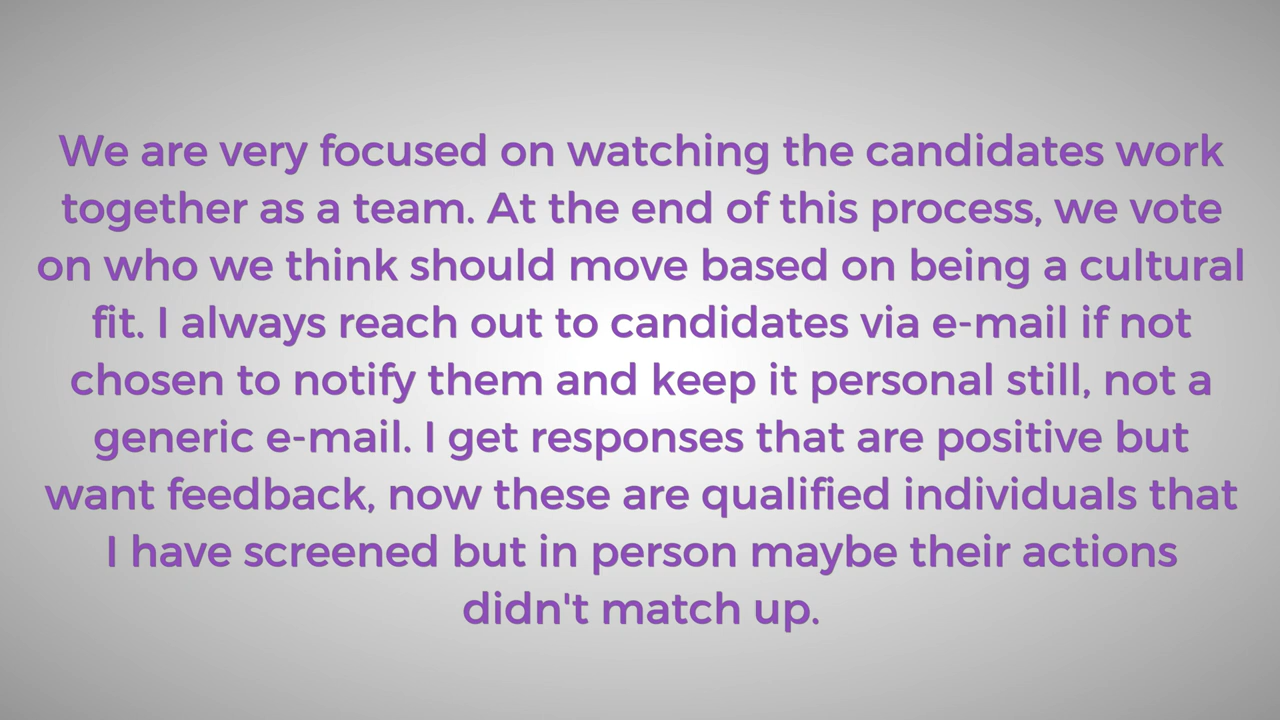 We are very focused on watching the candidates work
together as a team. At the end of this process, we vote
on who we think should move based on being a cultural
fit. I always reach out to candidates via e-mail if not
chosen to notify them and keep it personal still, not a
generic e-mail. I get responses that are positive but
want feedback, now these are qualified individuals that
I have screened but in person maybe their actions
didn't match up.